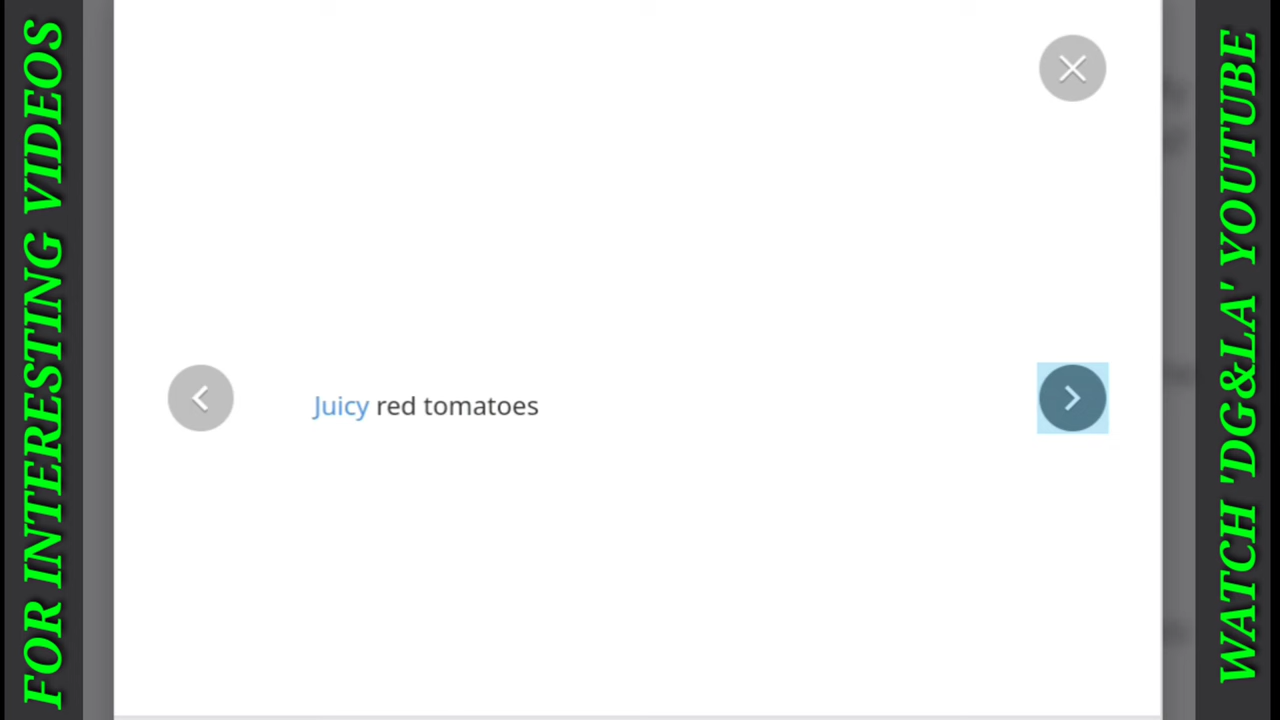 FOR INTERESTING VIDEOS
Juicy red tomatoes
WATCH 'DG&LA' YOUTUBE